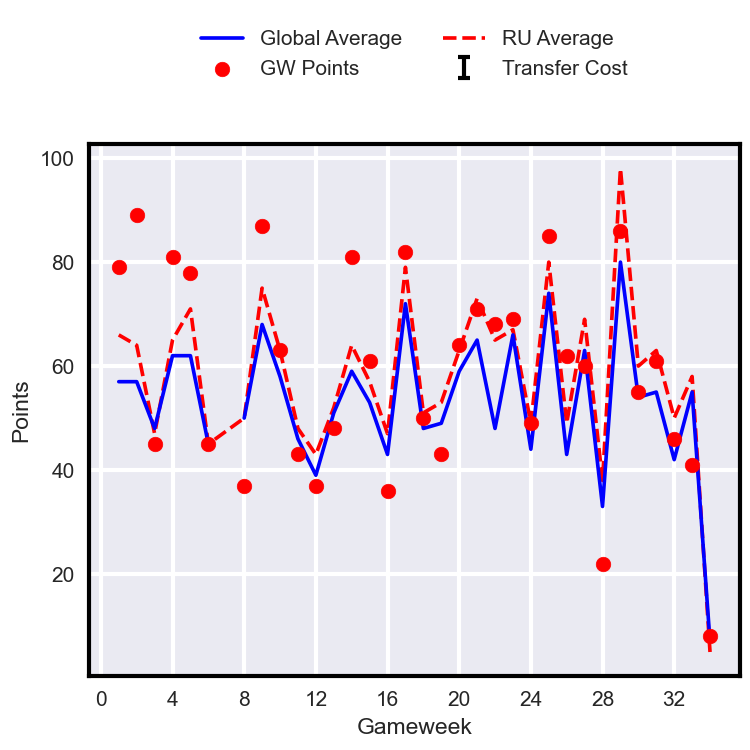 Global Average
RU Average
GW Points
Transfer Cost
100
80
60
40
20
Points
0 4 8 12 16 20 24 28 32
Gameweek